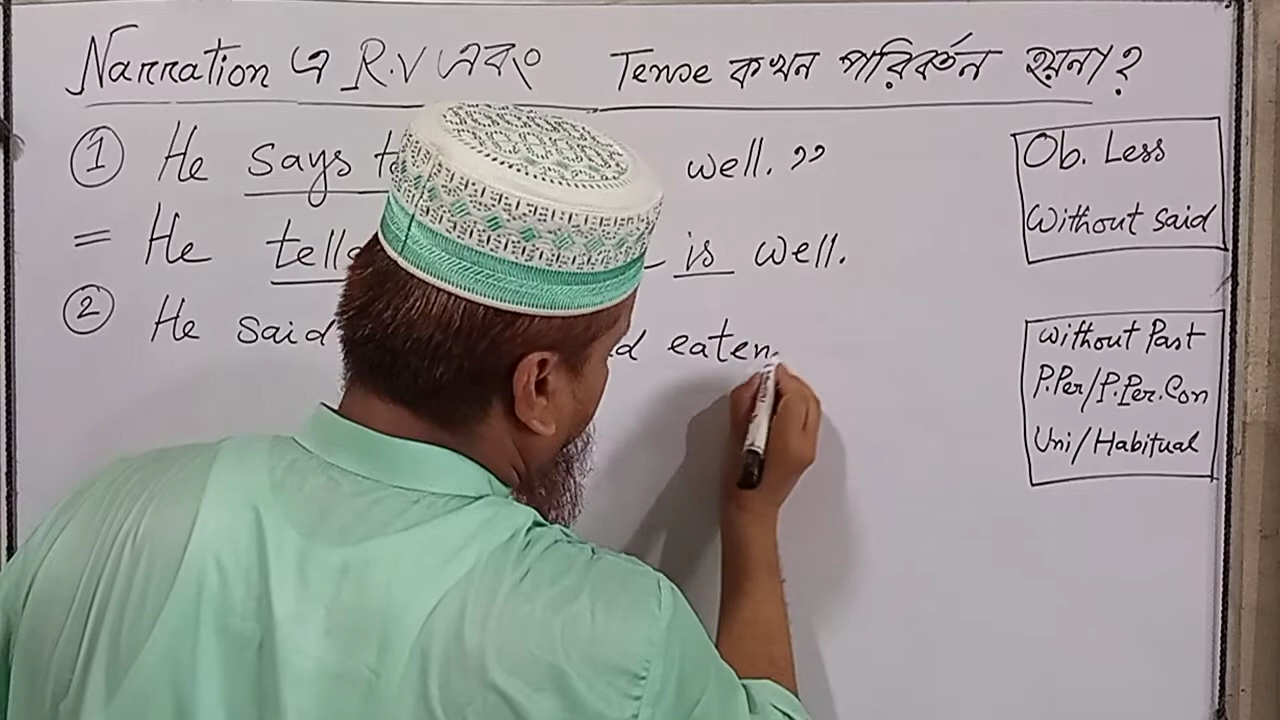 Narration এ R.V এবং Tense কখন পরিবর্তন হয়না?
① He says well.”
= He is well.
② He said eaten
Ob. Less
Without said
Without Past
P.Per/P.Per.Con
Uni/Habitual